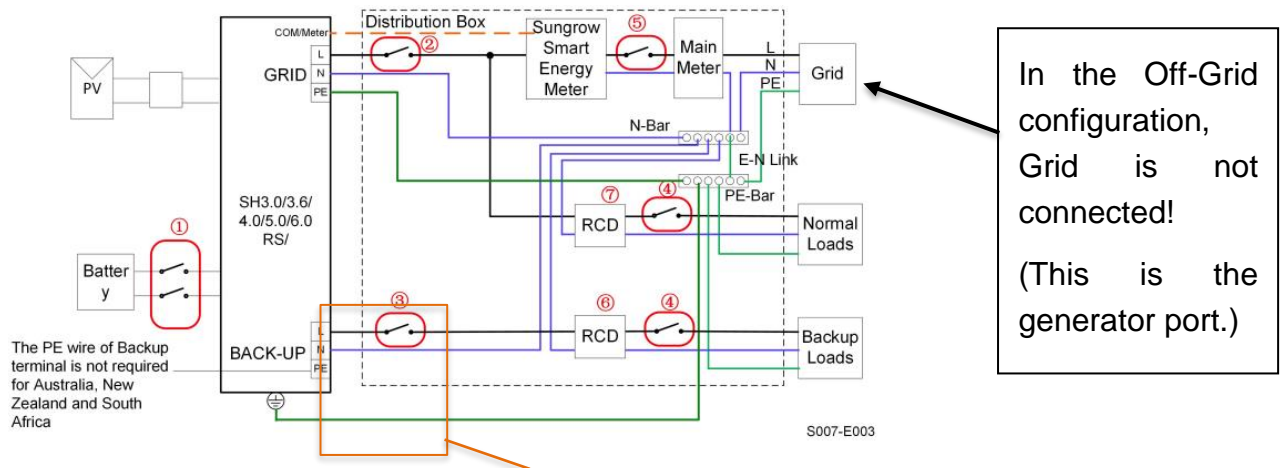 Distribution Box
COM/Meter
②
Sungrow
Smart
Energy
Meter
⑤
Main
Meter
L
N
PE
Grid
L
N
PE
GRID
PV
N-Bar
E-N Link
PE-Bar
SH3.0/3.6/
4.0/5.0/6.0
RS/
①
Batter
y
⑦
RCD
④
Normal
Loads
③
⑥
RCD
④
Backup
Loads
L
N
PE
BACK-UP
The PE wire of Backup
terminal is not required
for Australia, New
Zealand and South
Africa
S007-E003
In the Off-Grid
configuration,
Grid is not
connected!
(This is the
generator port.)